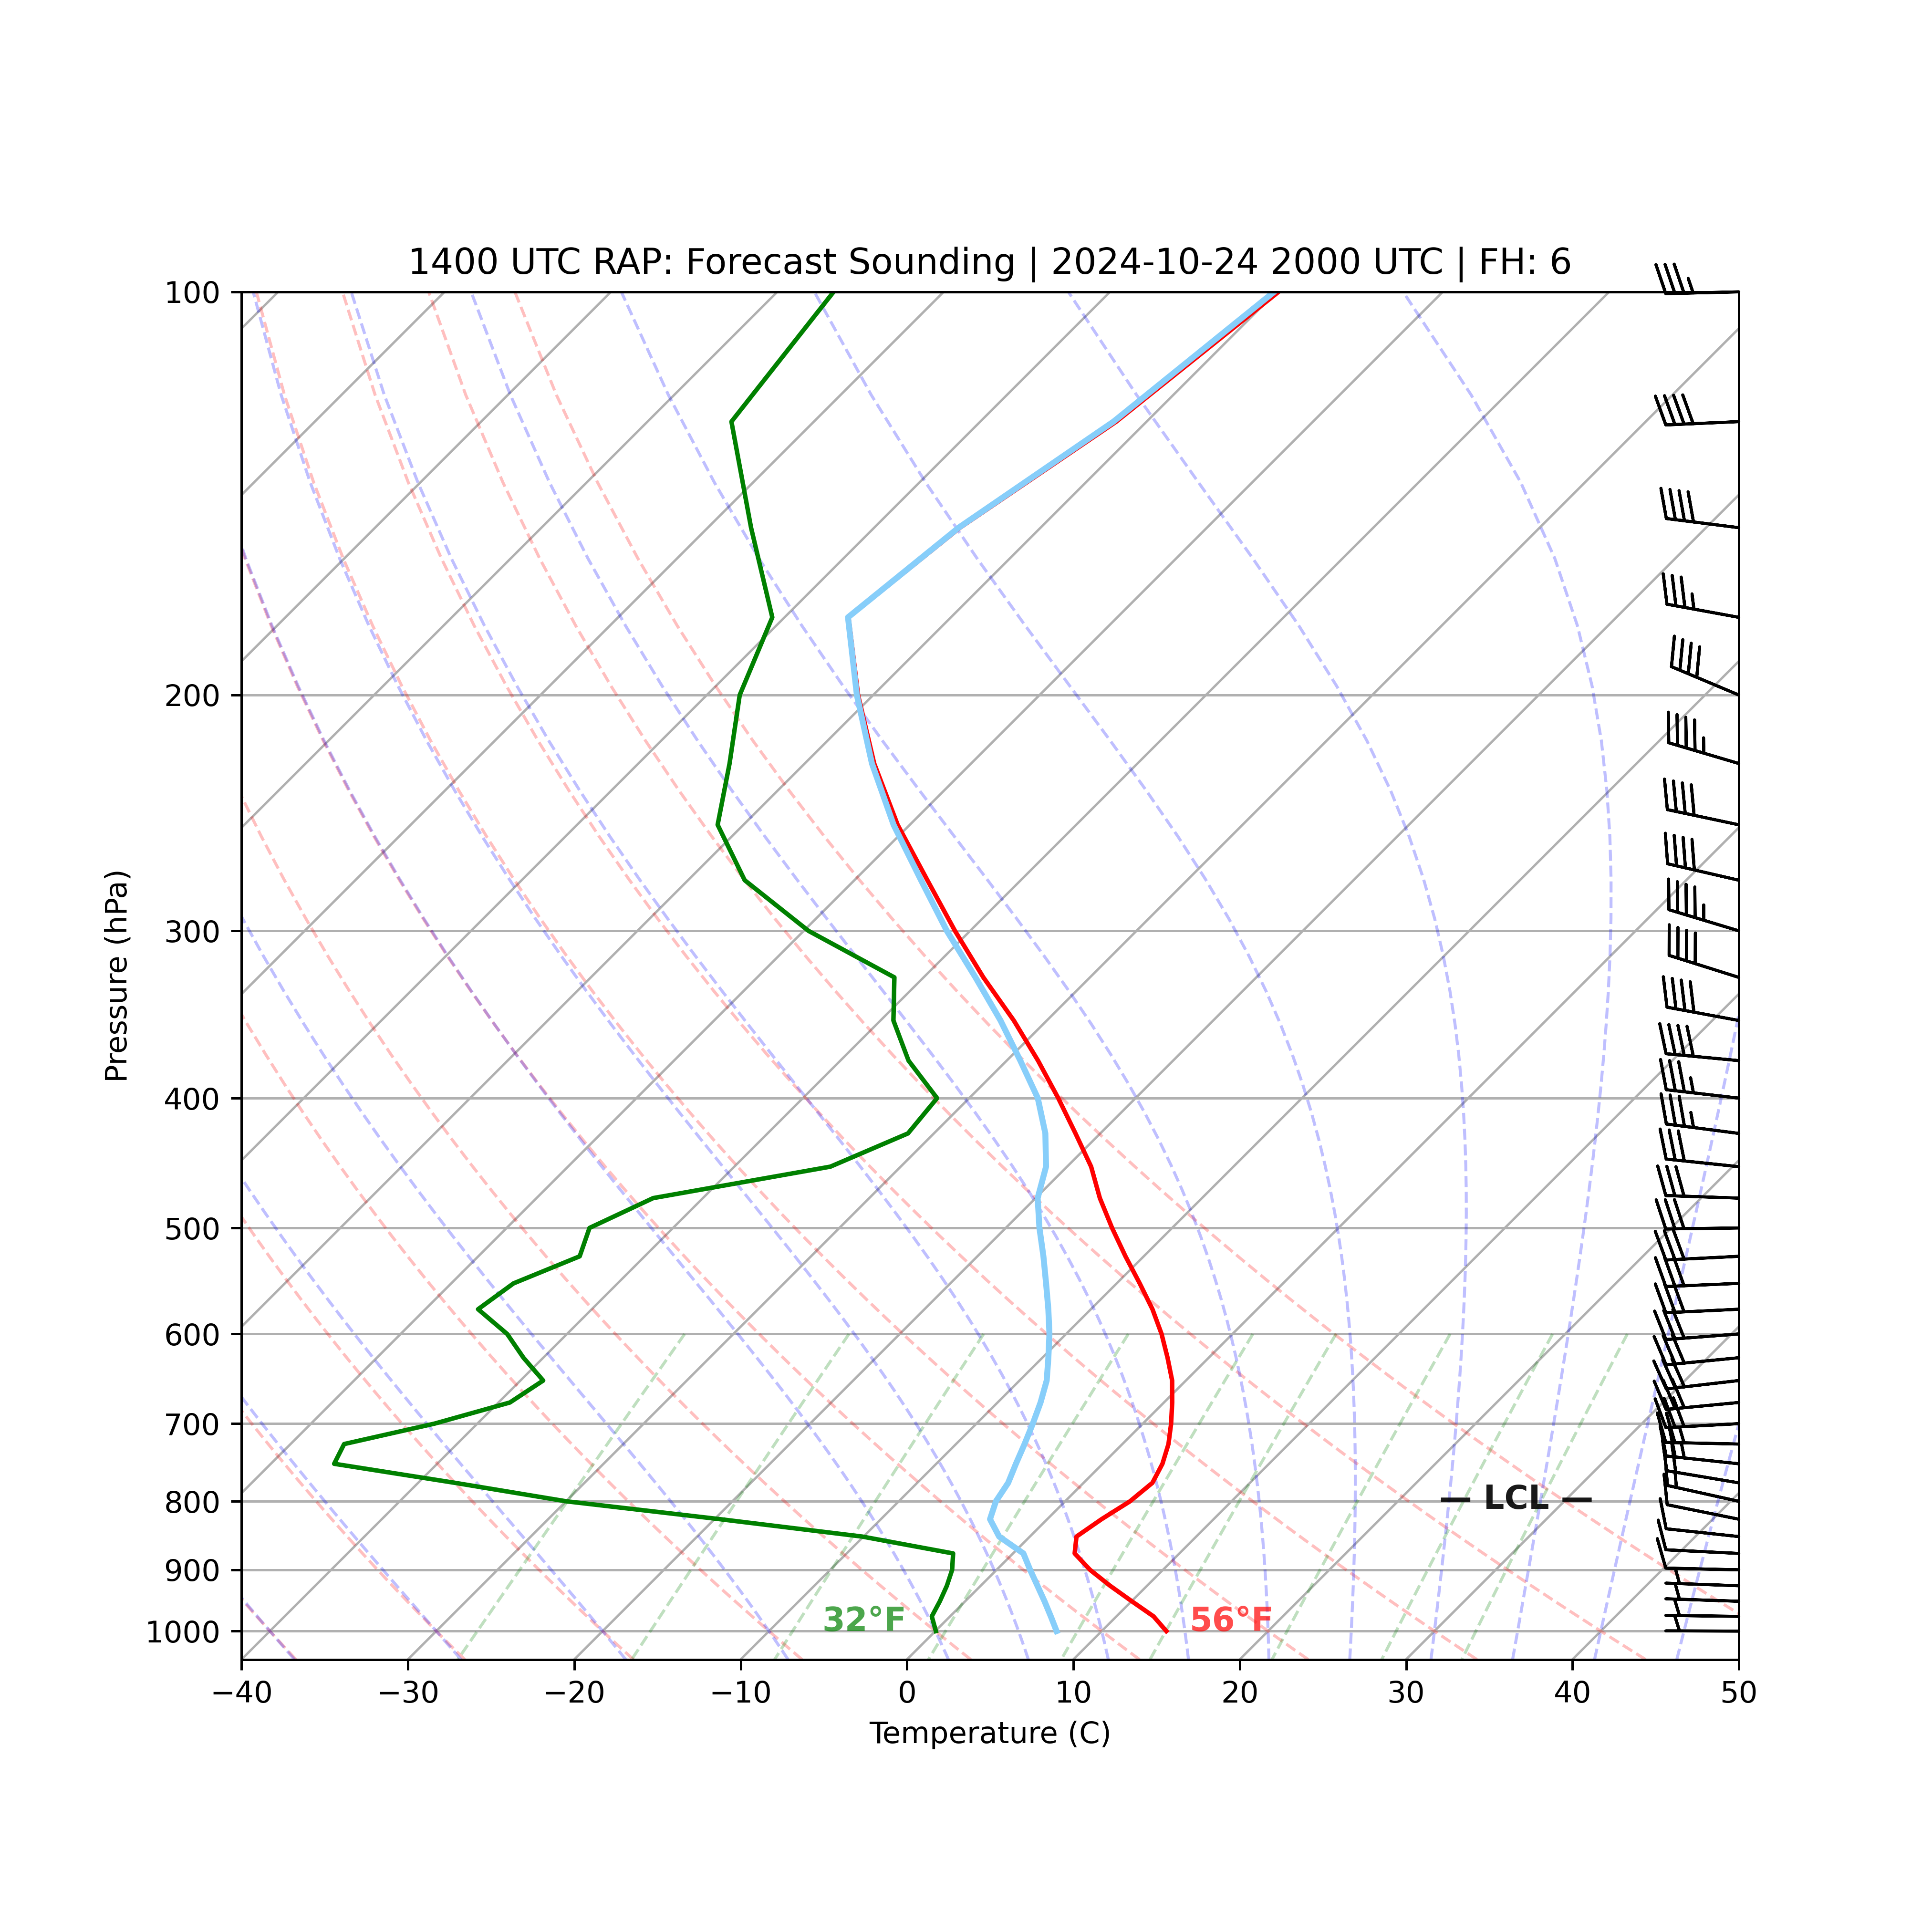 1400 UTC RAP: Forecast Sounding | 2024-10-24 2000 UTC | FH: 6
100
200
300
400
500
600
700
800
900
1000
Pressure (hPa)
— LCL —
32°F
56°F
−40 −30 −20 −10 0 10 20 30 40 50
Temperature (C)